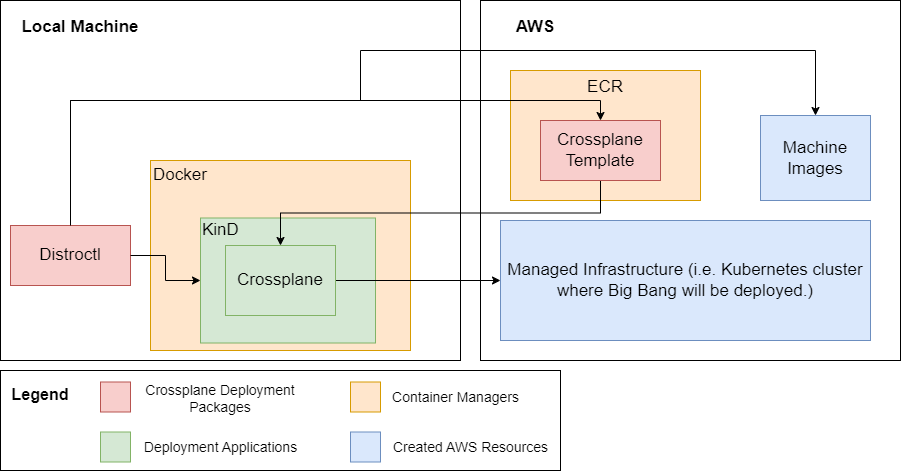 Local Machine
AWS
ECR
Crossplane
Template
Machine
Images
Docker
KinD
Distroctl
Crossplane
Managed Infrastructure (i.e. Kubernetes cluster
where Big Bang will be deployed.)
Legend
Crossplane Deployment
Packages
Container Managers
Deployment Applications
Created AWS Resources